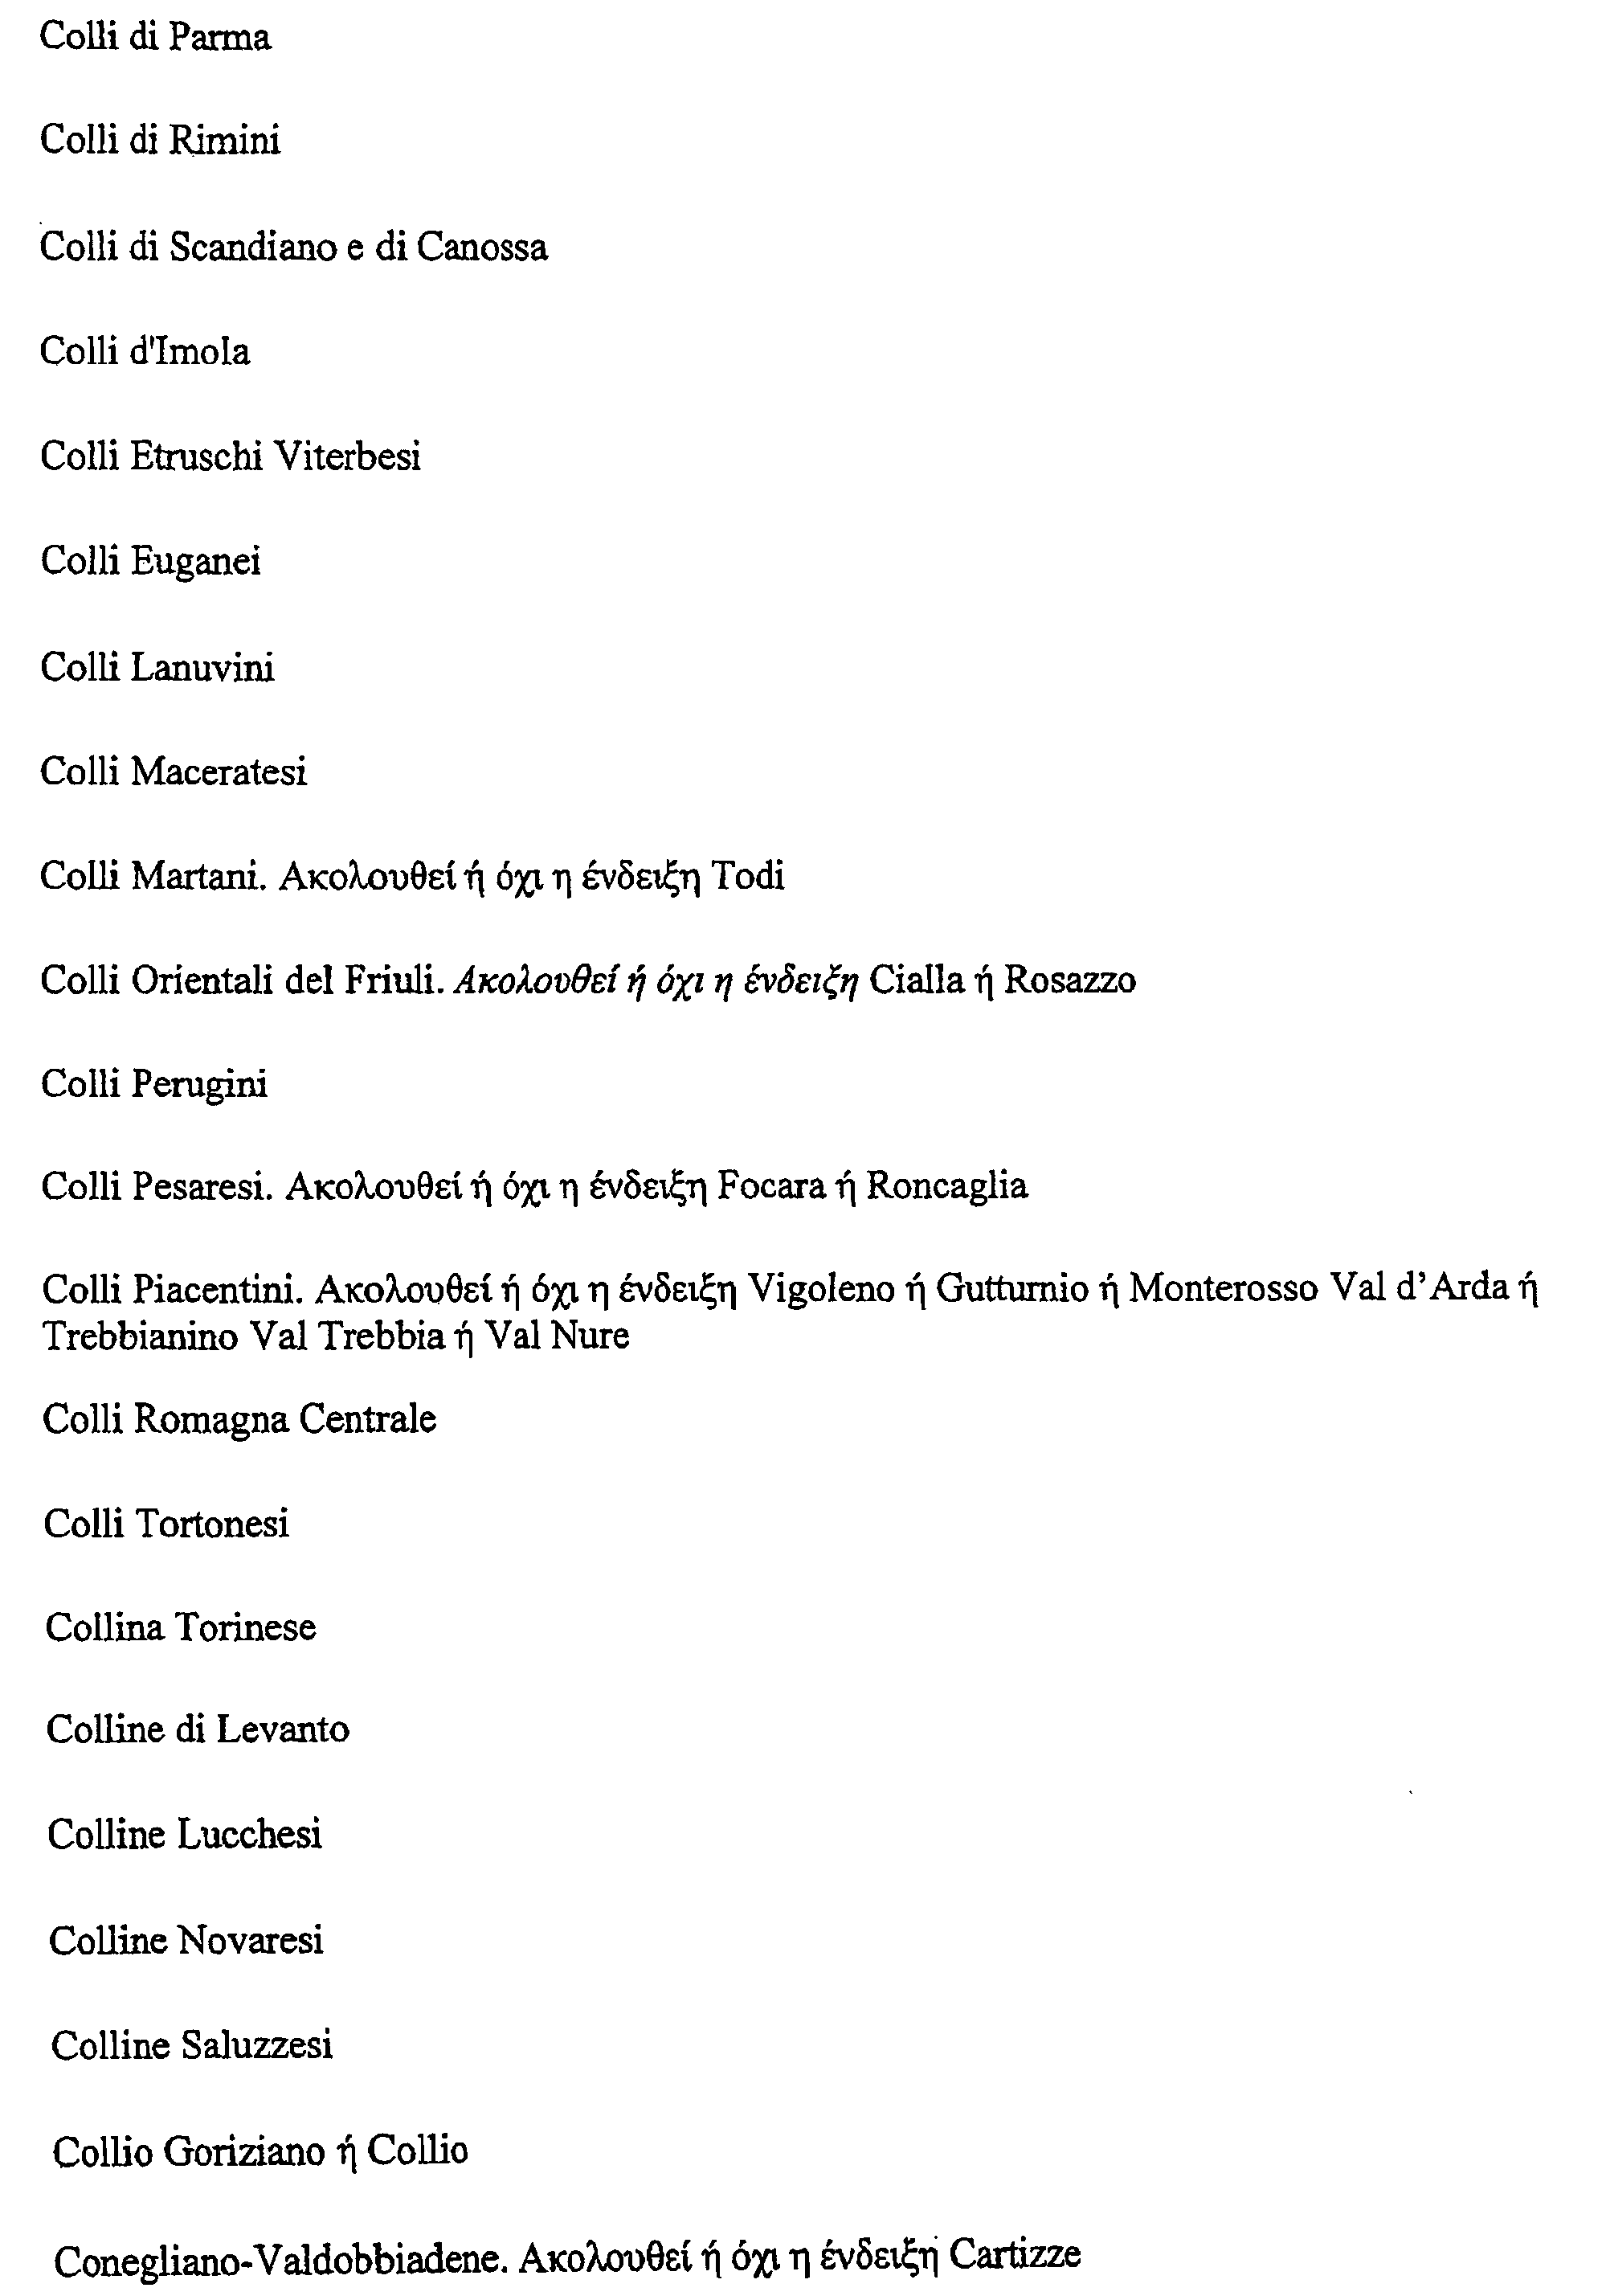 Colli di Parma
Colli di Rimini
Colli di Scandiano e di Canossa
Colli d'Imola
Colli Etruschi Viterbesi
Colli Euganei
Colli Lanuvini
Colli Maceratesi
Colli Martani. Ακολουθεί ή όχι η ένδειξη Todi
Colli Orientali del Friuli. Ακολουθεί ή όχι η ένδειξη Cialla ή Rosazzo
Colli Perugini
Colli Pesaresi. Ακολουθεί ή όχι η ένδειξη Focara ή Roncaglia
Colli Piacentini. Ακολουθεί ή όχι η ένδειξη Vigoleno ή Gutturnio ή Monterosso Val d’Arda ή
Trebbianino Val Trebbia ή Val Nure
Colli Romagna Centrale
Colli Tortonesi
Collina Torinese
Colline di Levanto
Colline Lucchesi
Colline Novaresi
Colline Saluzzesi
Collio Goriziano ή Collio
Conegliano-Valdobbiadene. Ακολουθεί ή όχι η ένδειξη Cartizze